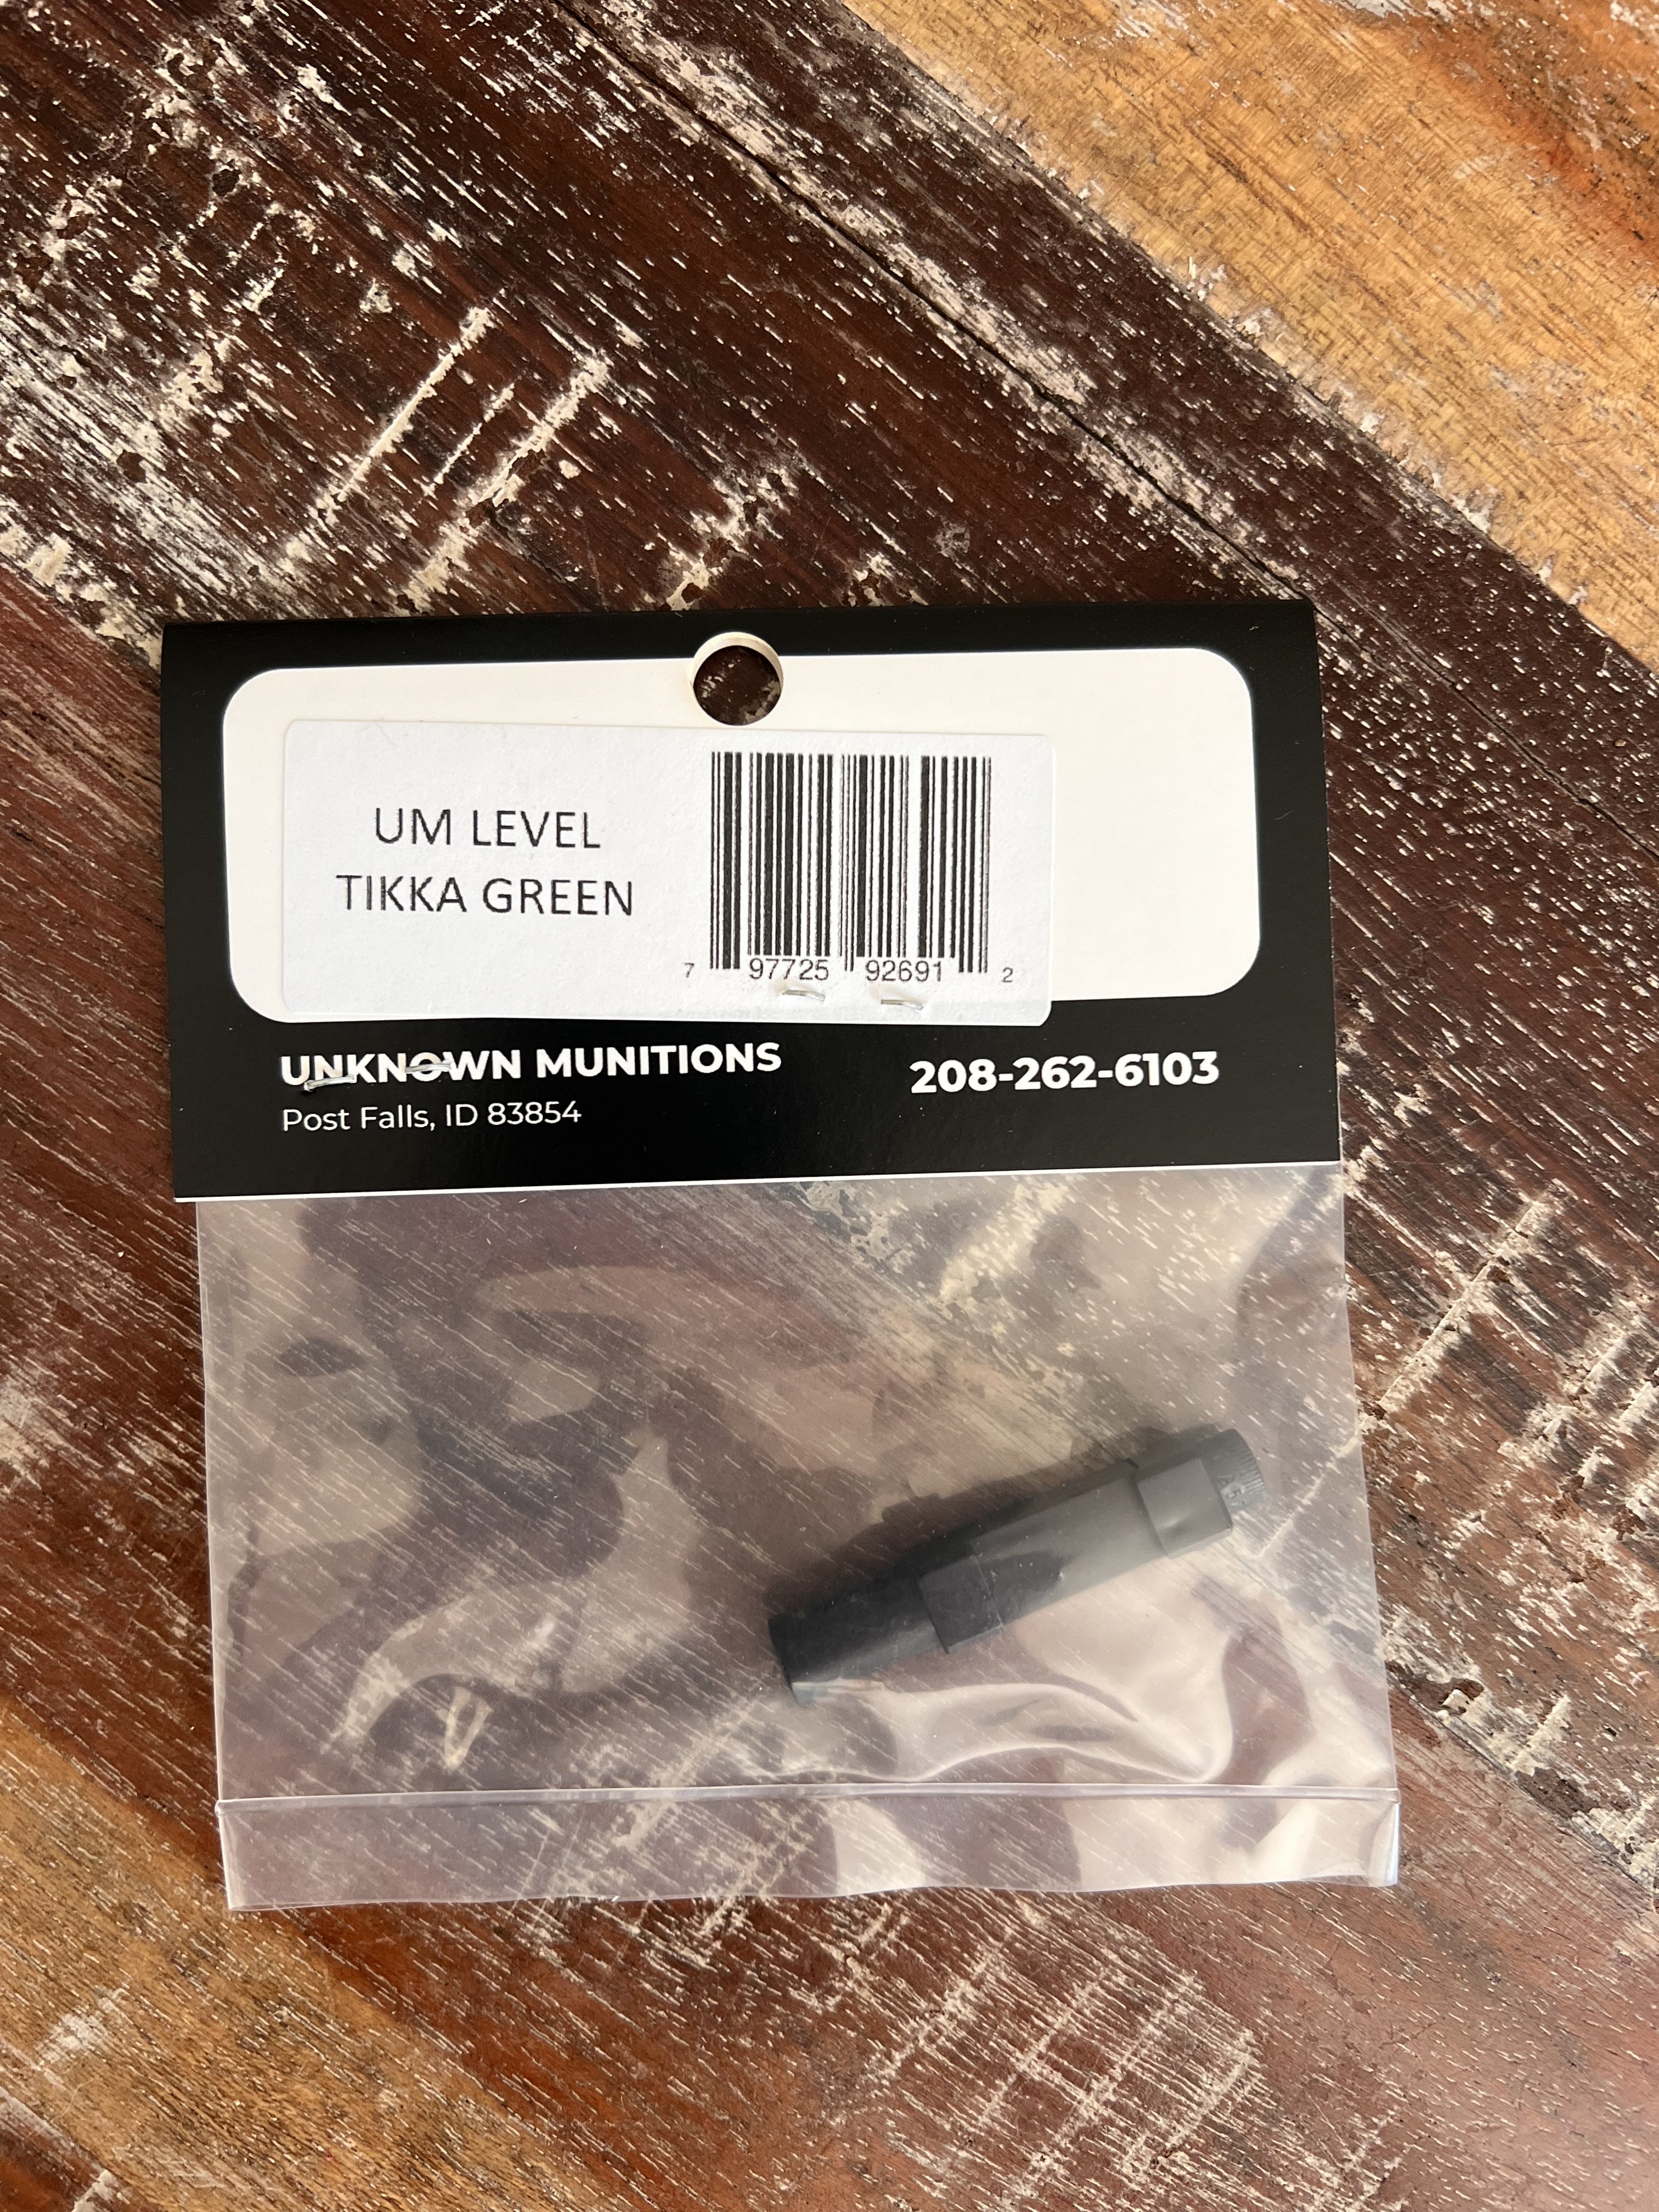 UM LEVEL
TIKKA GREEN
7 97725 92691 2
UNKNOWN MUNITIONS
Post Falls, ID 83854
208-262-6103